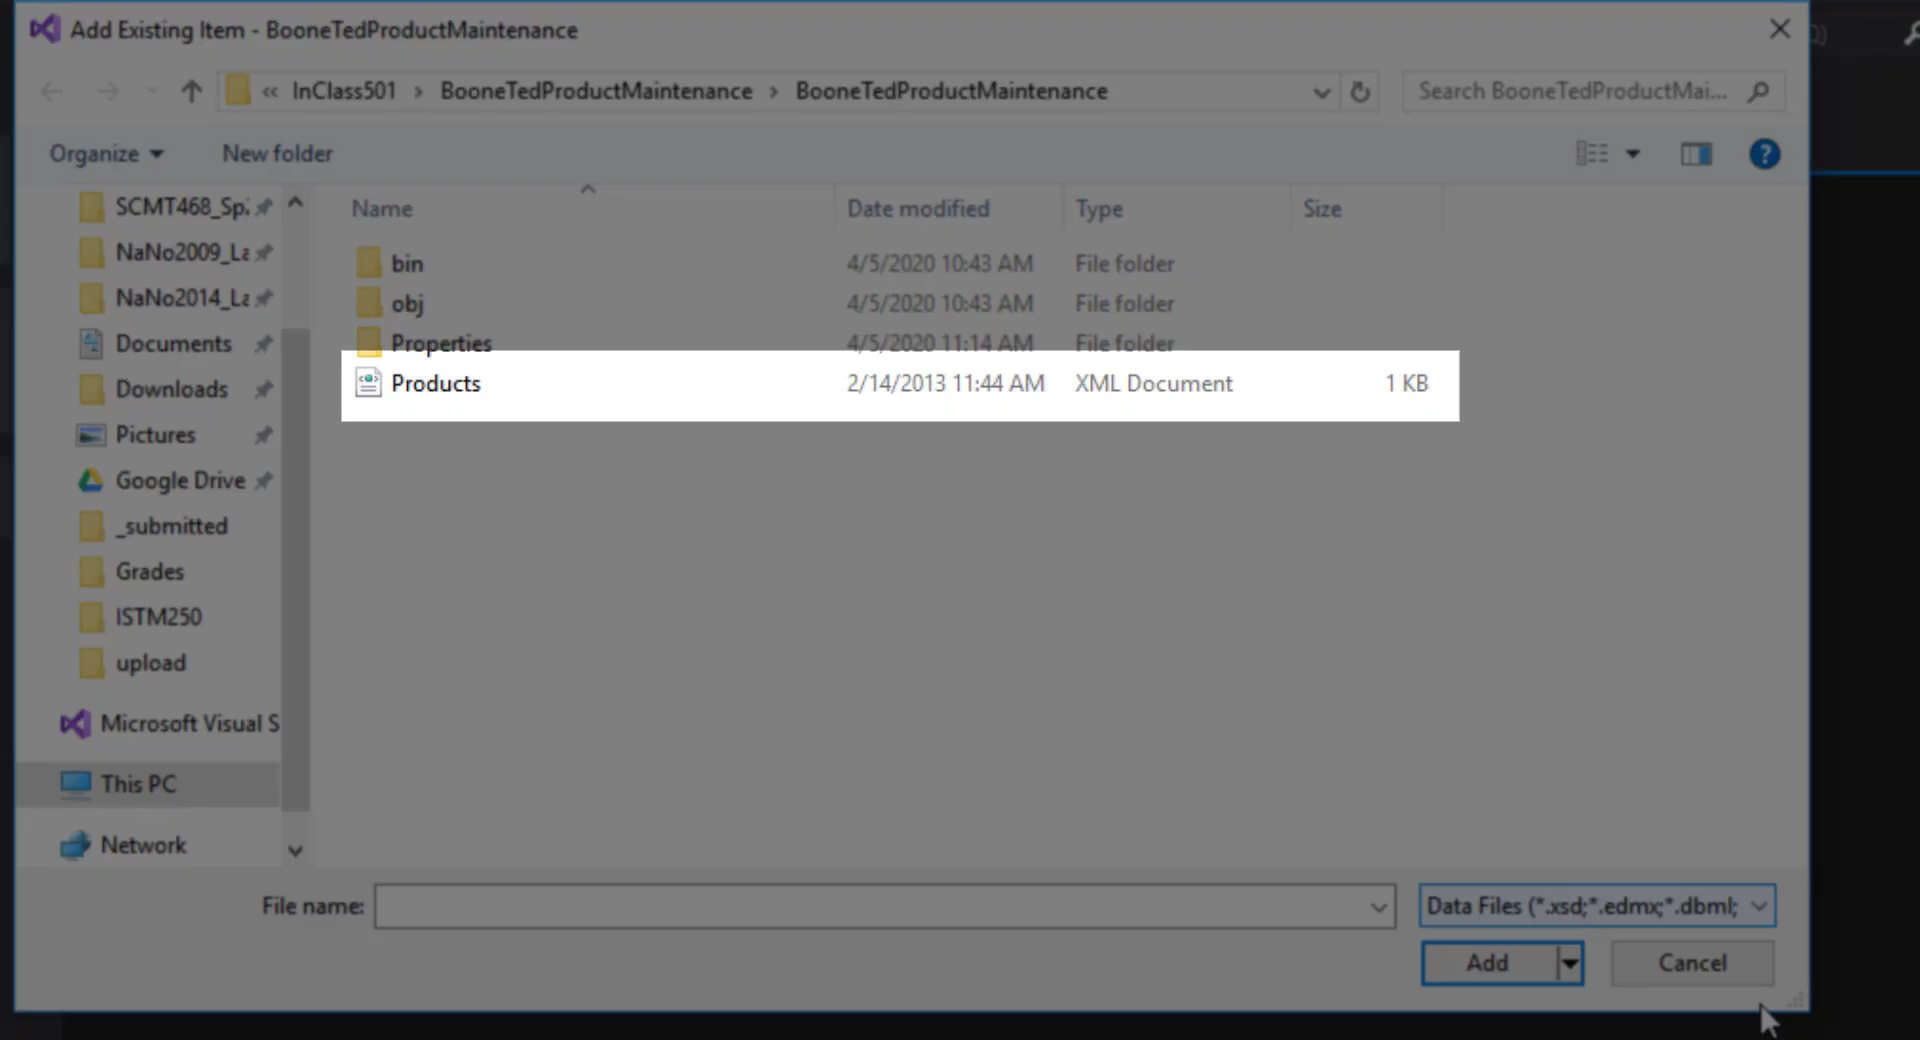 Add Existing Item - BooneTedProductMaintenance
« InClass501 › BooneTedProductMaintenance › BooneTedProductMaintenance
Search BooneTedProductMai...
Organize New folder
Name Date modified Type Size
bin 4/5/2020 10:43 AM File folder
obj 4/5/2020 10:43 AM File folder
Properties 4/5/2020 11:14 AM File folder
Products 2/14/2013 11:44 AM XML Document 1 KB
SCMT468_Sp
NaNo2009_La
NaNo2014_La
Documents
Downloads
Pictures
Google Drive
_submitted
Grades
ISTM250
upload
Microsoft Visual S
This PC
Network
File name:
Data Files (*.xsd;*.edmx;*.dbml;
Add Cancel